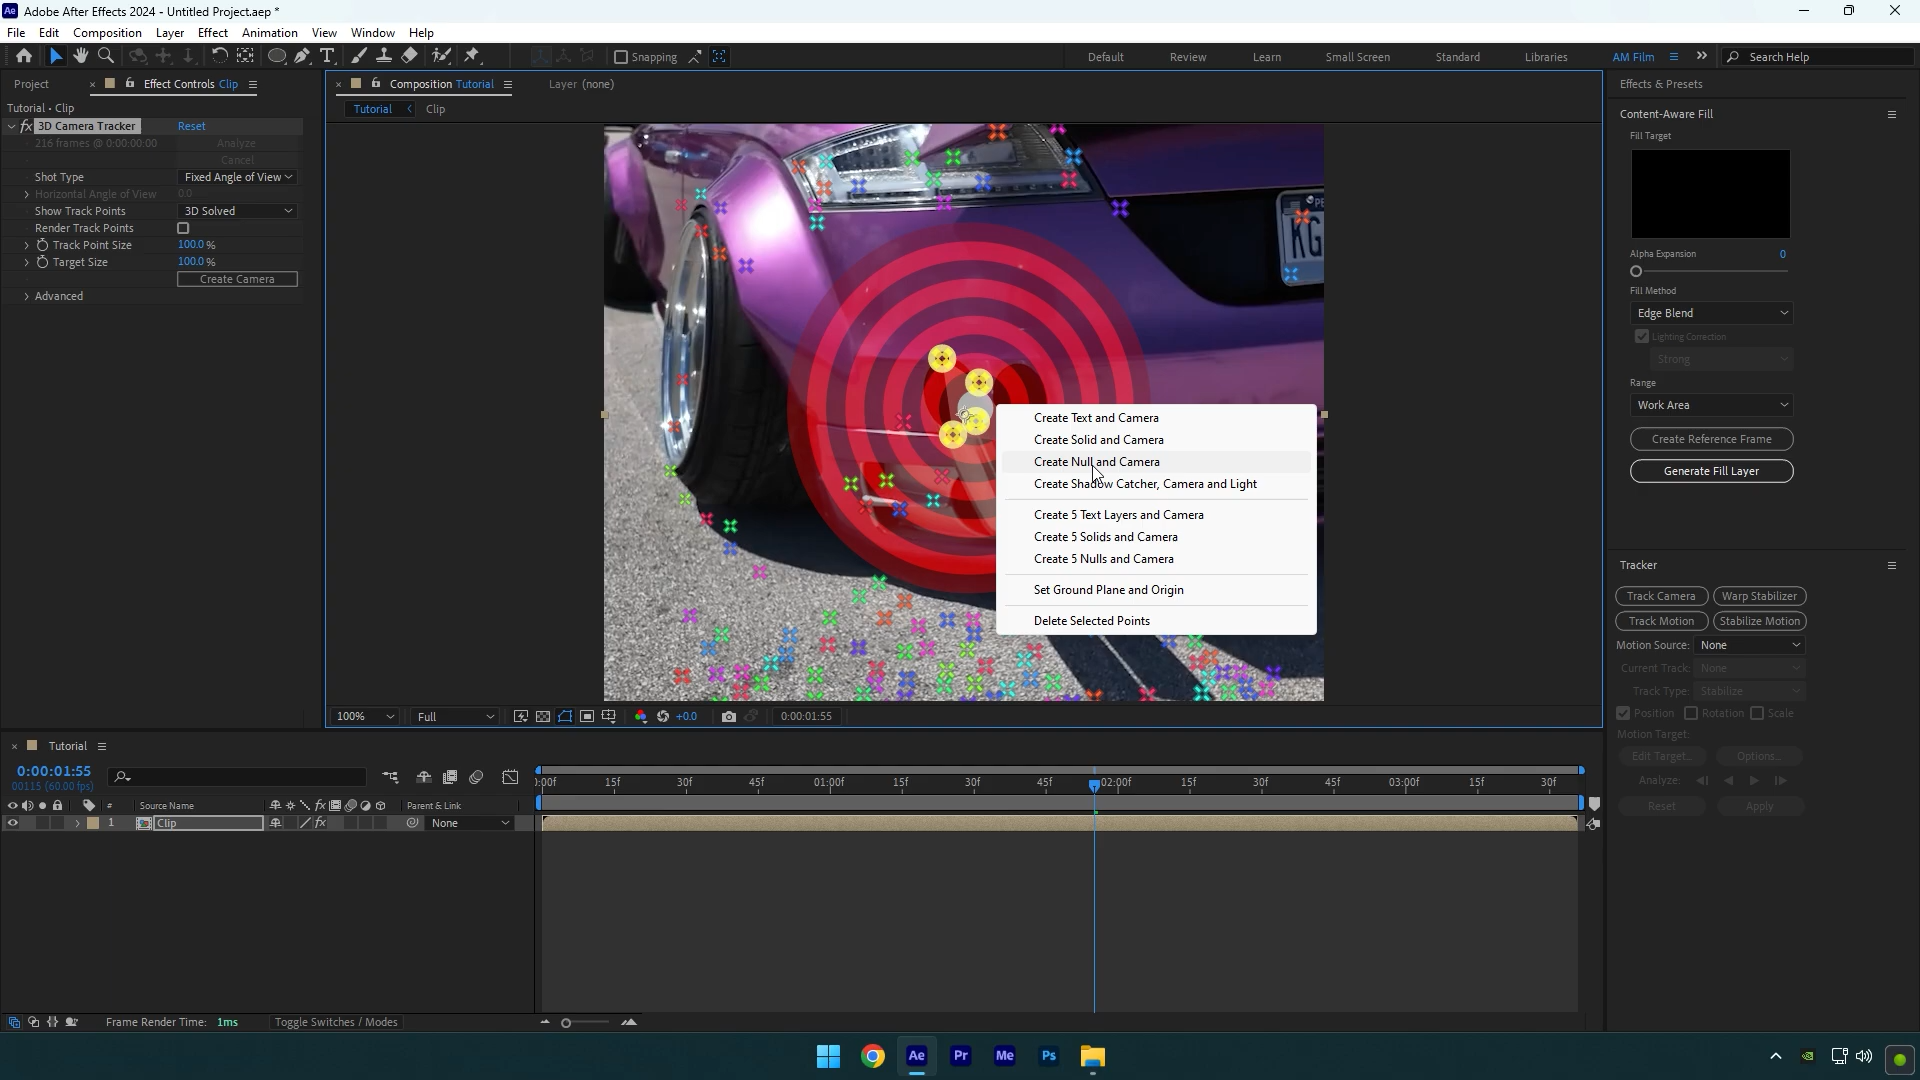 Adobe After Effects 2024 - Untitled Project.aep *
File Edit Composition Layer Effect Animation View Window Help
Snapping
Default Review Learn Small Screen Standard Libraries AM Film Search Help
Project Effect Controls Clip
Tutorial • Clip
fx 3D Camera Tracker Reset
216 frames @ 0:00:00:00 Analyze
Cancel
Shot Type Fixed Angle of View
Horizontal Angle of View 0.0
Show Track Points 3D Solved
Render Track Points
Track Point Size 100.0 %
Target Size 100.0 %
Create Camera
Advanced
Composition Tutorial Layer (none)
Tutorial Clip
KG
Create Text and Camera
Create Solid and Camera
Create Null and Camera
Create Shadow Catcher, Camera and Light
Create 5 Text Layers and Camera
Create 5 Solids and Camera
Create 5 Nulls and Camera
Set Ground Plane and Origin
Delete Selected Points
100% Full +0.0 0:00:01:55
Effects & Presets
Content-Aware Fill
Fill Target
Alpha Expansion 0
Fill Method
Edge Blend
Lighting Correction
Strong
Range
Work Area
Create Reference Frame
Generate Fill Layer
Tracker
Track Camera Warp Stabilizer
Track Motion Stabilize Motion
Motion Source: None
Current Track: None
Track Type: Stabilize
Position Rotation Scale
Motion Target:
Edit Target... Options...
Analyze:
Reset Apply
Tutorial
0:00:01:55
00115 (60.00 fps)
:00f 15f 30f 45f 01:00f 15f 30f 45f 02:00f 15f 30f 45f 03:00f 15f 30f
# Source Name fx Parent & Link
1 Clip fx None
Frame Render Time: 1ms Toggle Switches / Modes
Ae Pr Me Ps